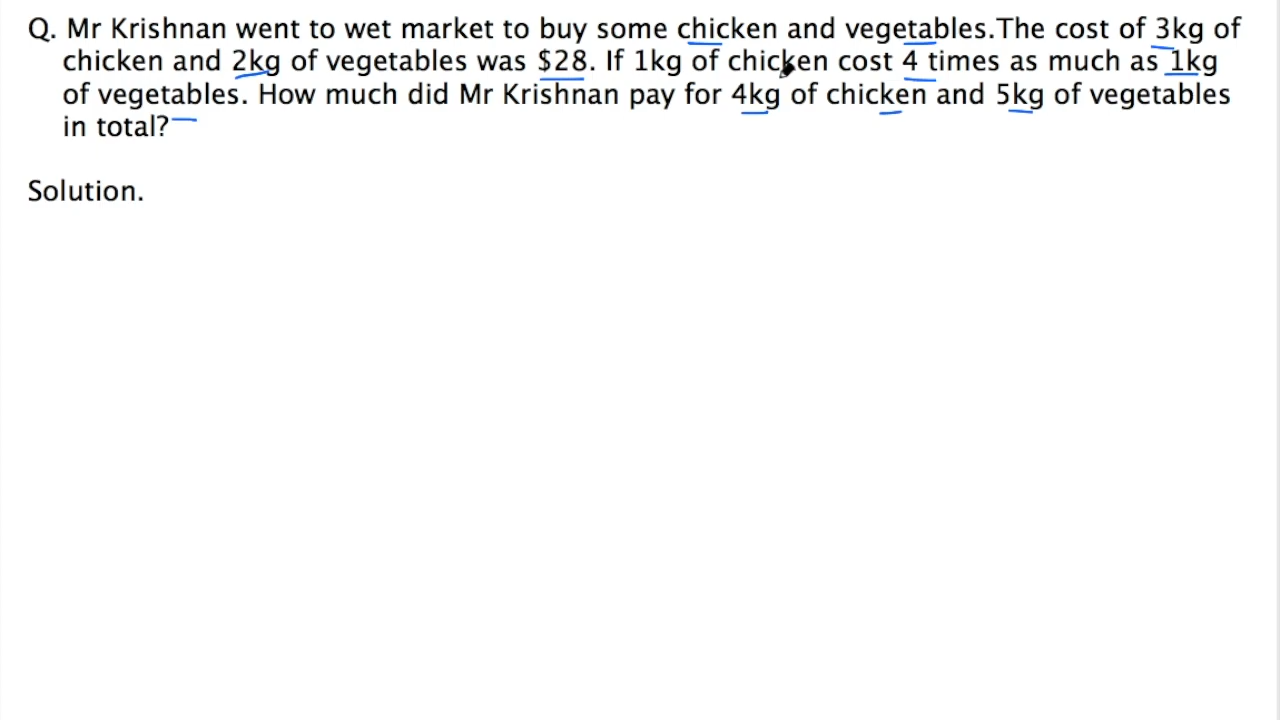 Q. Mr Krishnan went to wet market to buy some chicken and vegetables.The cost of 3kg of
chicken and 2kg of vegetables was $28. If 1kg of chicken cost 4 times as much as 1kg
of vegetables. How much did Mr Krishnan pay for 4kg of chicken and 5kg of vegetables
in total?
Solution.